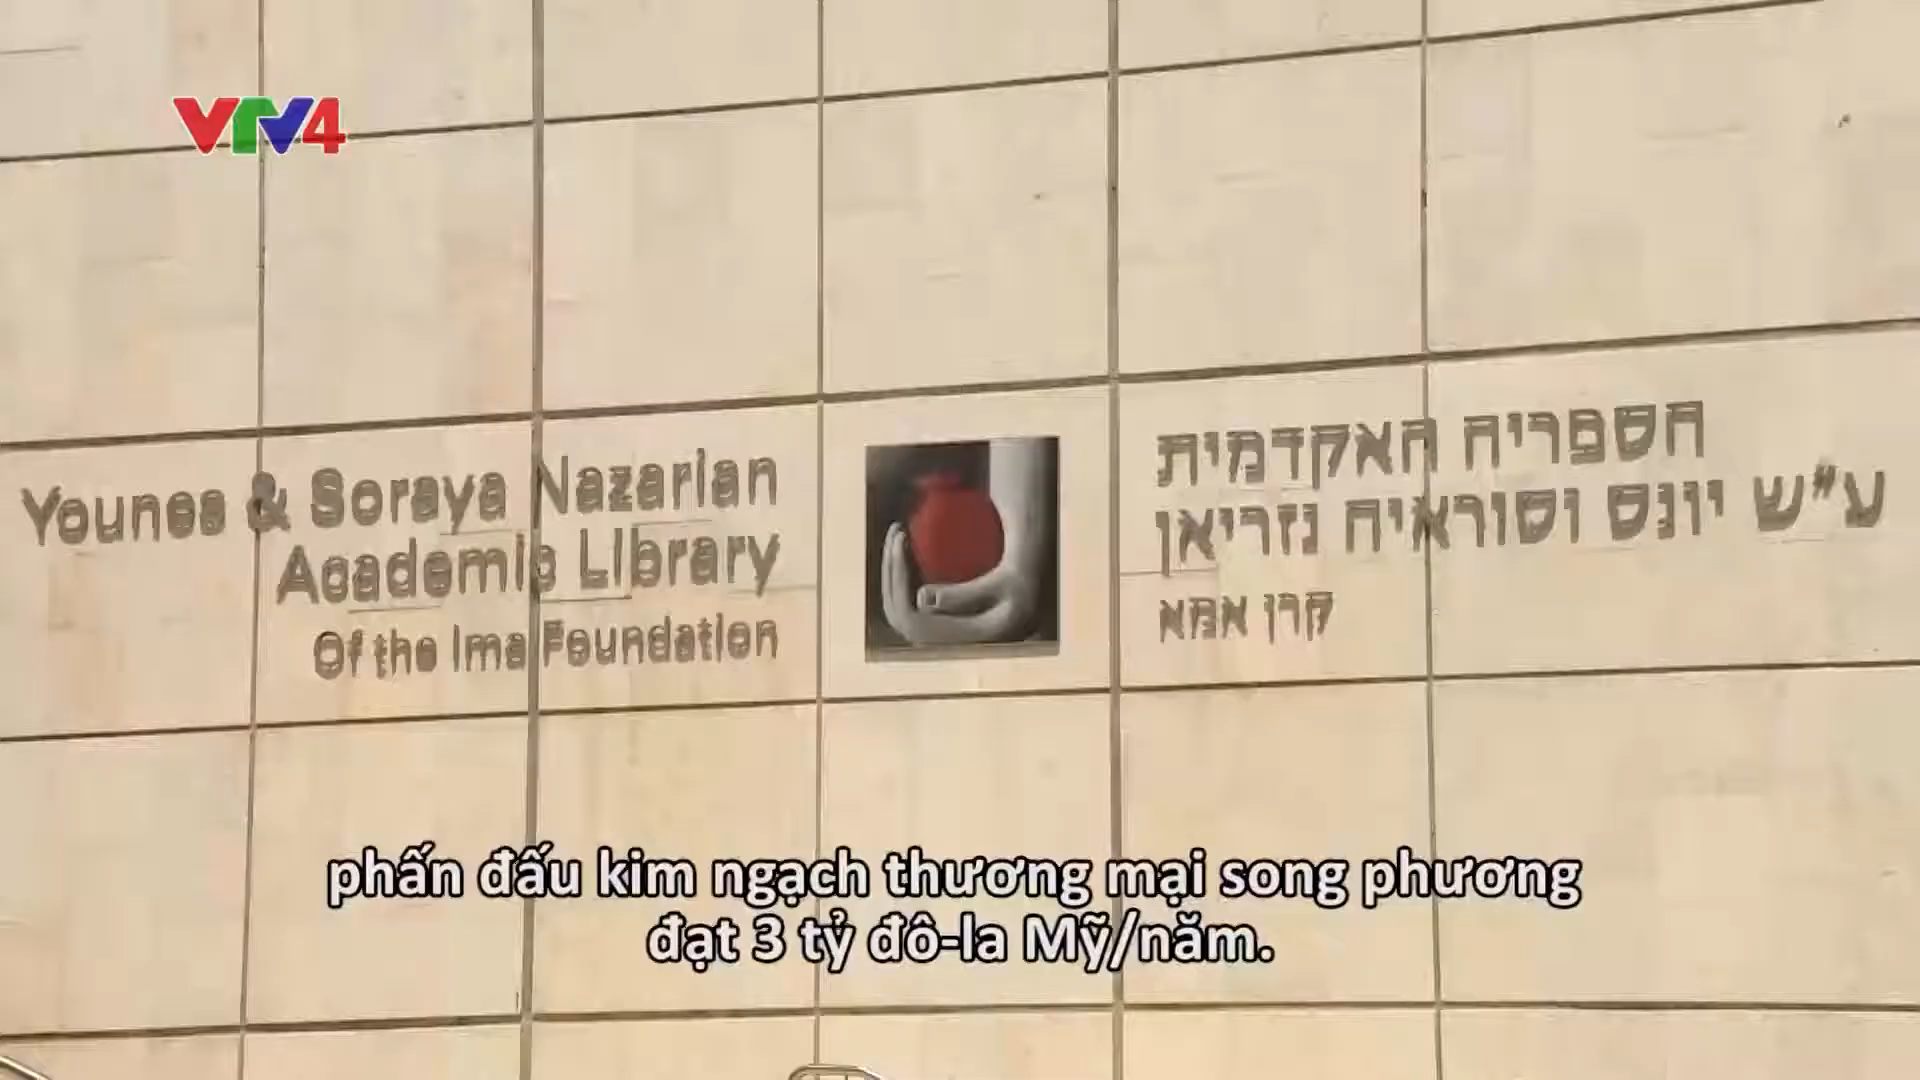 VTV4
Younes & Soraya Nazarian
Academic Library
Of the Ima Foundation
הספריה האקדמית
ע"ש יונס וסוראיה נזריאן
קרן אמא
phấn đấu kim ngạch thương mại song phương
đạt 3 tỷ đô-la Mỹ/năm.